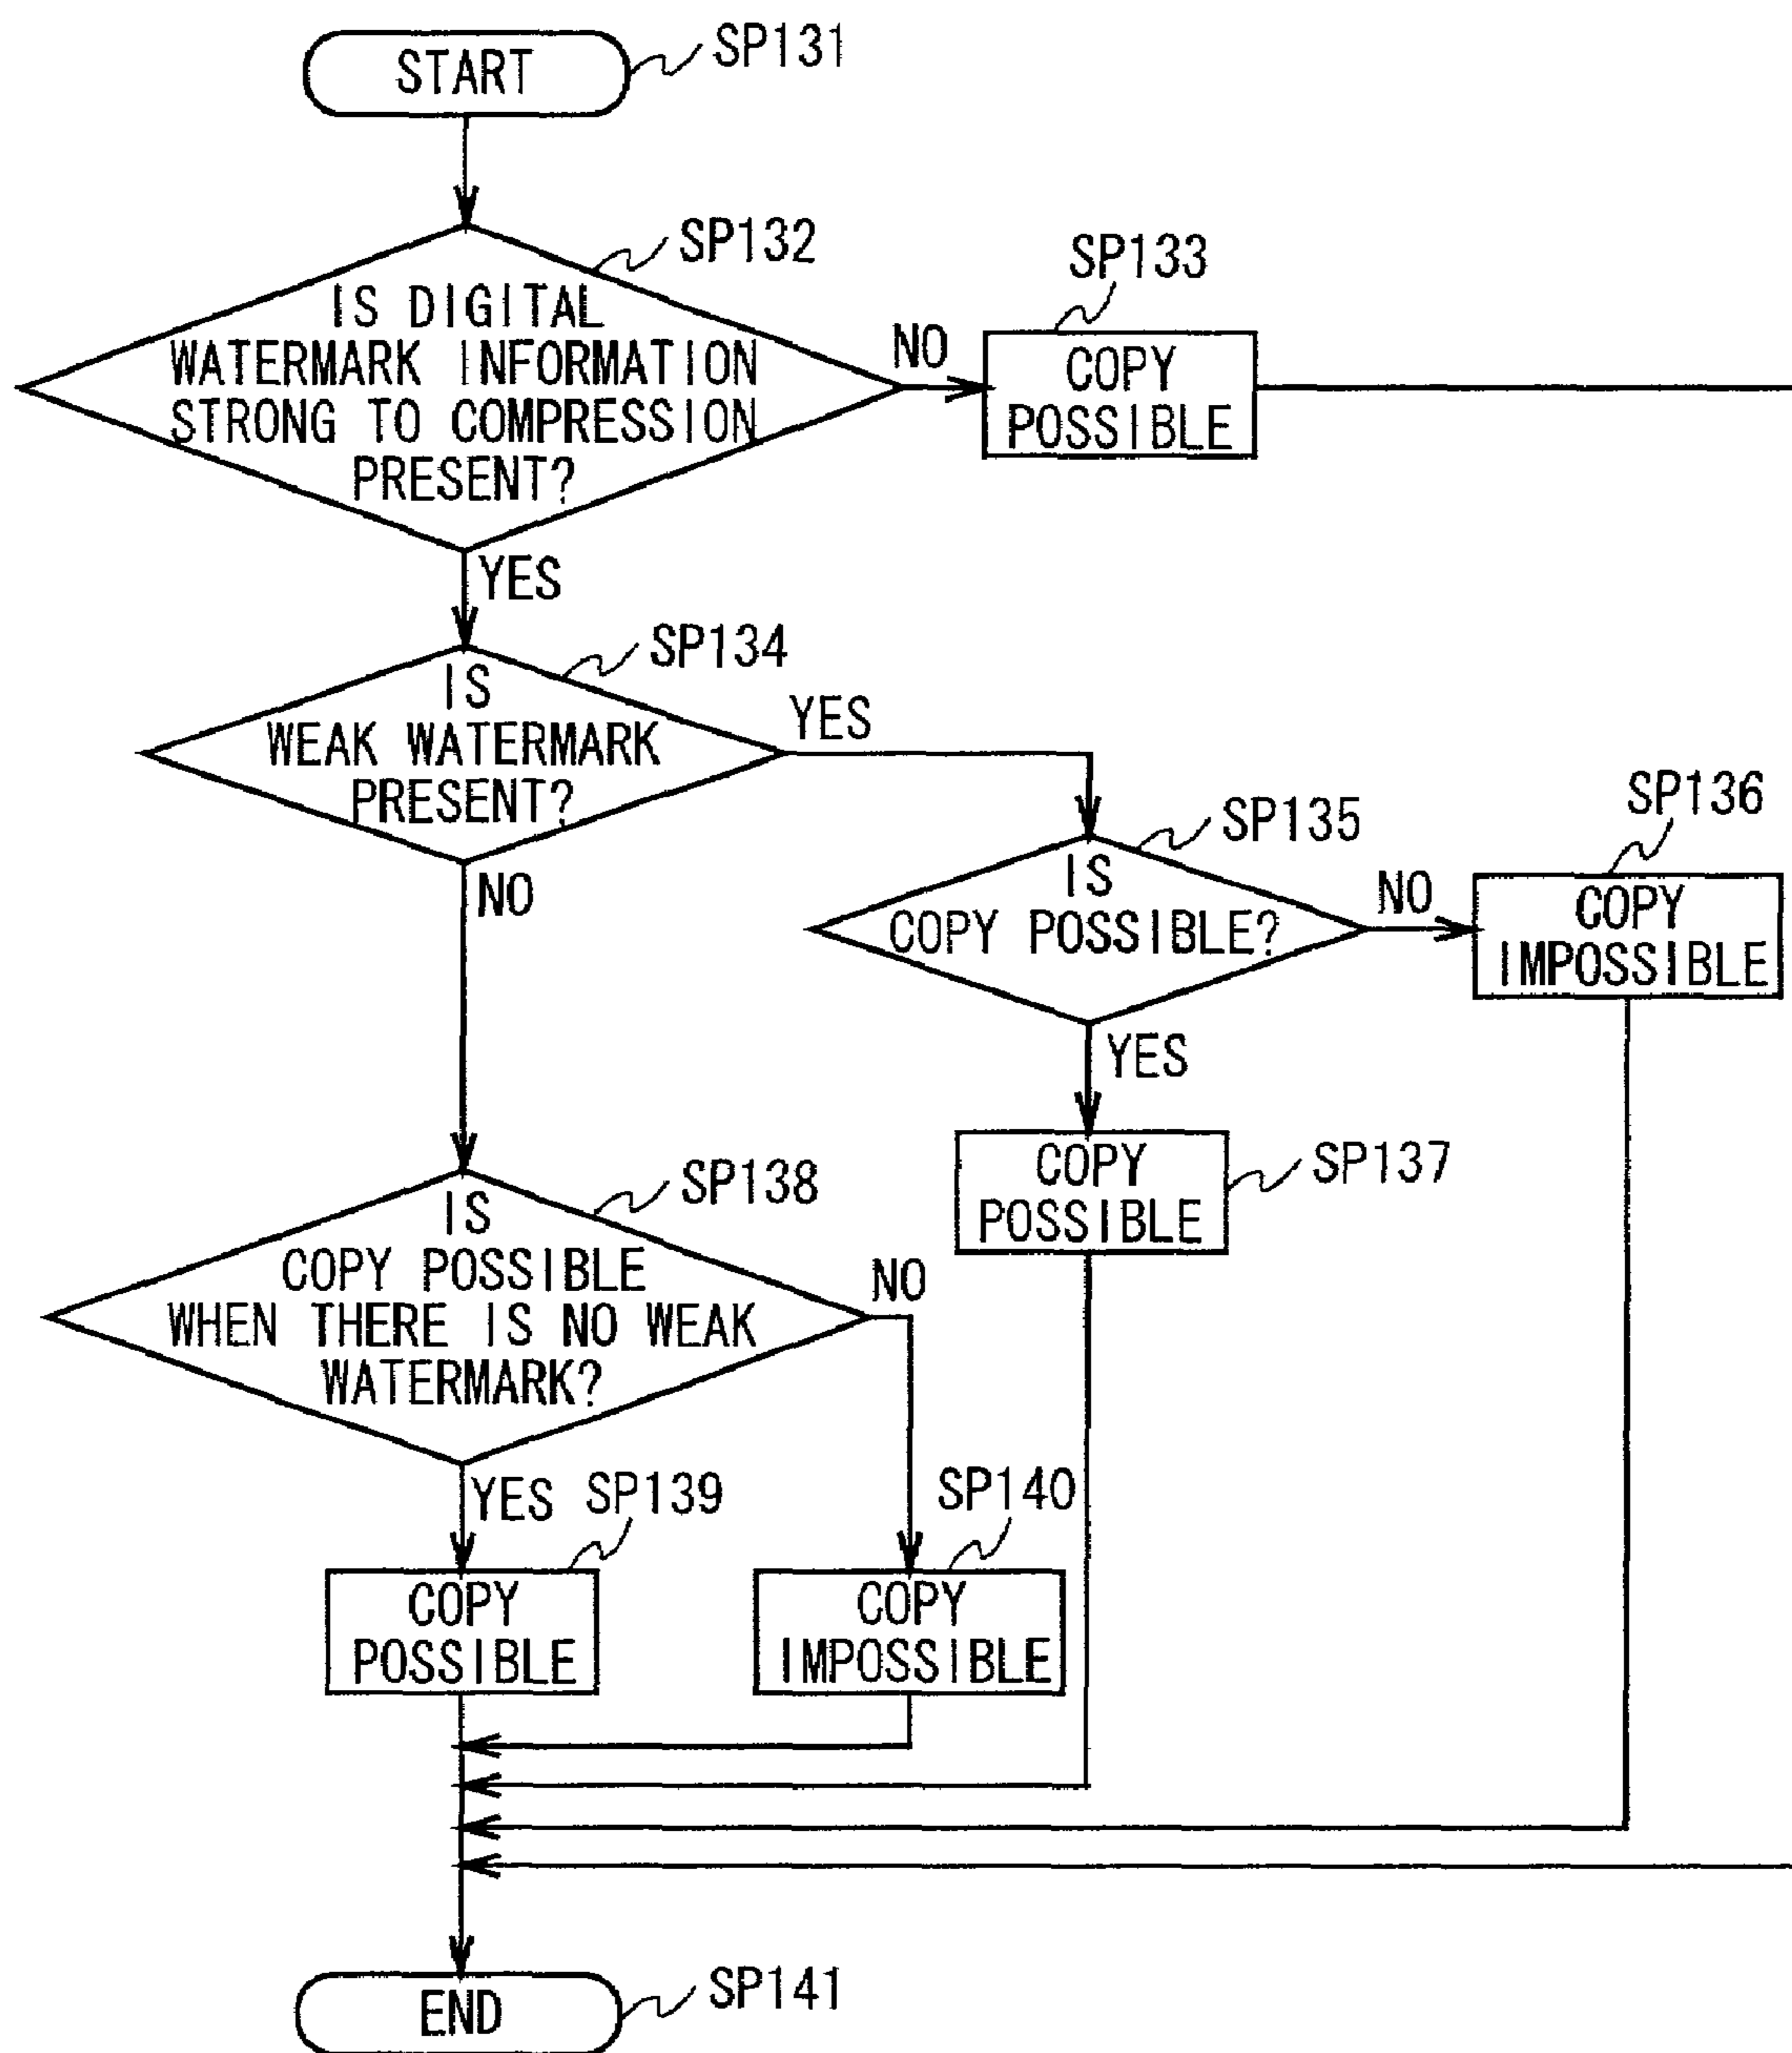 START
SP131
SP132
IS DIGITAL
WATERMARK INFORMATION
STRONG TO COMPRESSION
PRESENT?
NO
SP133
COPY
POSSIBLE
YES
SP134
IS
WEAK WATERMARK
PRESENT?
YES
NO
SP135
IS
COPY POSSIBLE?
NO
SP136
COPY
IMPOSSIBLE
YES
COPY
POSSIBLE
SP137
SP138
IS
COPY POSSIBLE
WHEN THERE IS NO WEAK
WATERMARK?
NO
YES
SP139
COPY
POSSIBLE
SP140
COPY
IMPOSSIBLE
END
SP141